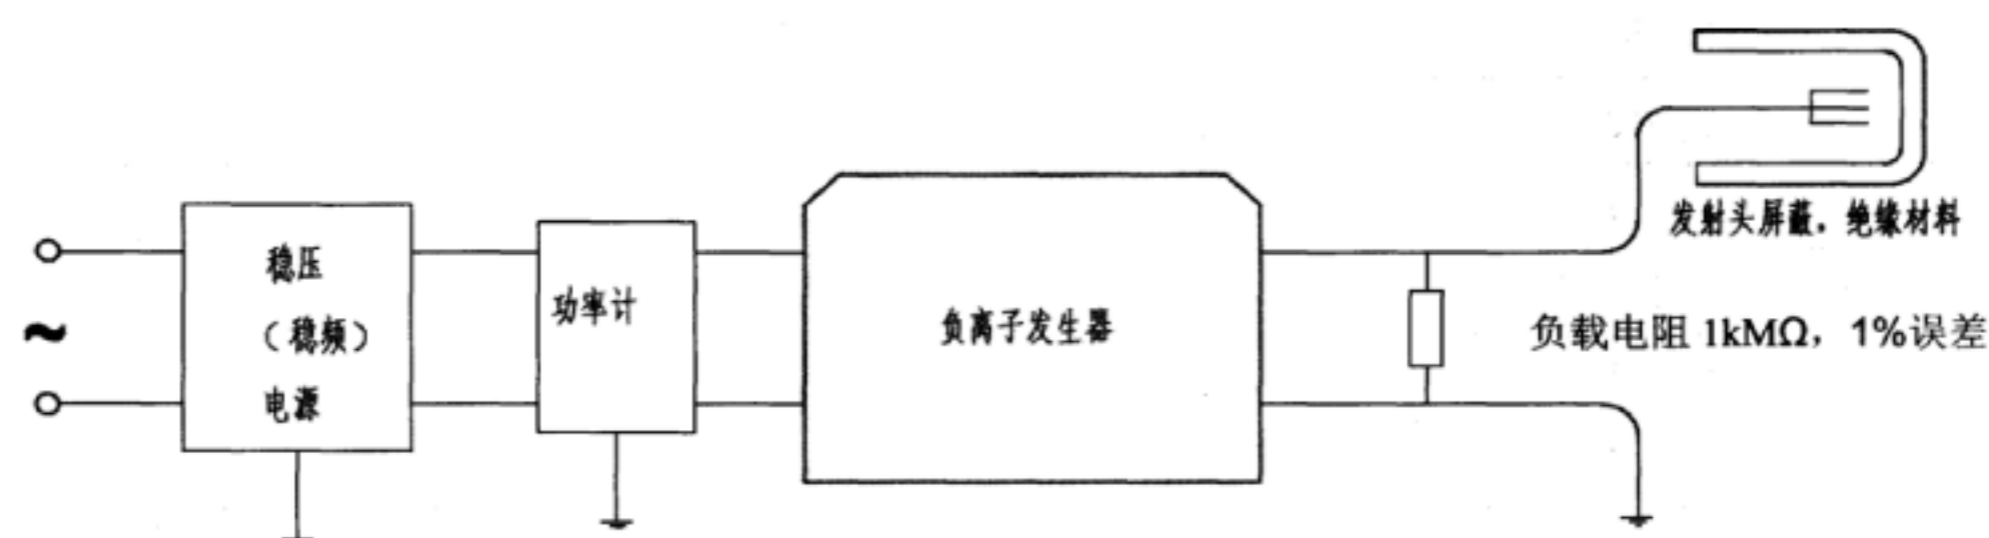 稳压
（稳频）
电源
功率计
负离子发生器
发射头屏蔽，绝缘材料
负载电阻 1kMΩ，1%误差
~